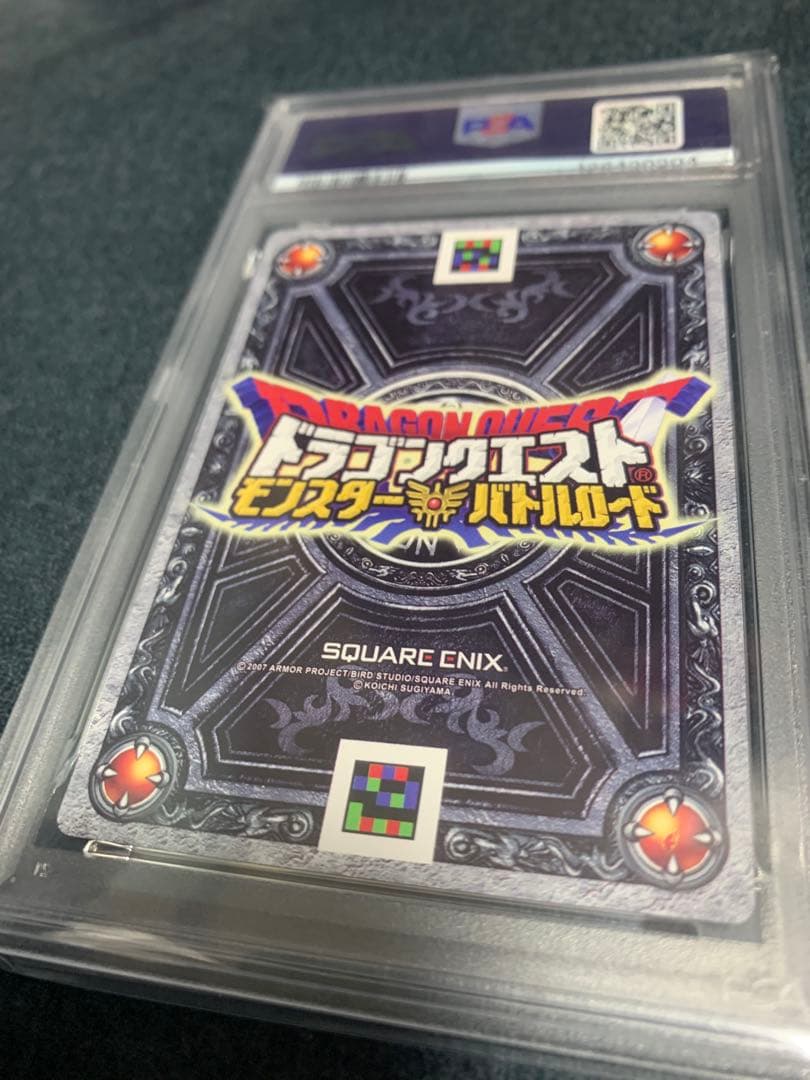 PSA
DRAGON QUEST
ドラゴンクエスト®
モンスターバトルロード
SQUARE ENIX®
© 2007 ARMOR PROJECT/BIRD STUDIO/SQUARE ENIX All Rights Reserved.
© KOICHI SUGIYAMA